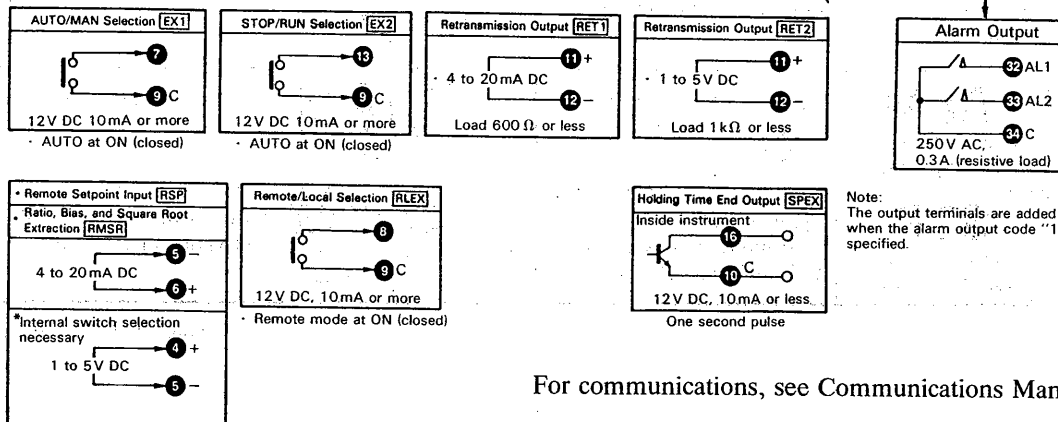 AUTO/MAN Selection EX1
7
9 C
12V DC 10mA or more
· AUTO at ON (closed)
STOP/RUN Selection EX2
13
9 C
12V DC 10mA or more
· AUTO at ON (closed)
Retransmission Output RET1
11 +
· 4 to 20mA DC
12 −
Load 600 Ω or less
Retransmission Output RET2
11 +
· 1 to 5V DC
12 −
Load 1kΩ or less
Alarm Output
32 AL1
33 AL2
34 C
250V AC,
0.3A (resistive load)
· Remote Setpoint Input RSP
· Ratio, Bias, and Square Root
Extraction RMSR
5 −
4 to 20mA DC
6 +
*Internal switch selection
necessary
4 +
1 to 5V DC
5 −
Remote/Local Selection RLEX
8
9 C
12V DC, 10mA or more
· Remote mode at ON (closed)
Holding Time End Output SPEX
Inside instrument
16
10 C
12V DC, 10mA or less
One second pulse
Note:
The output terminals are added
when the alarm output code "1
specified.
For communications, see Communications Man